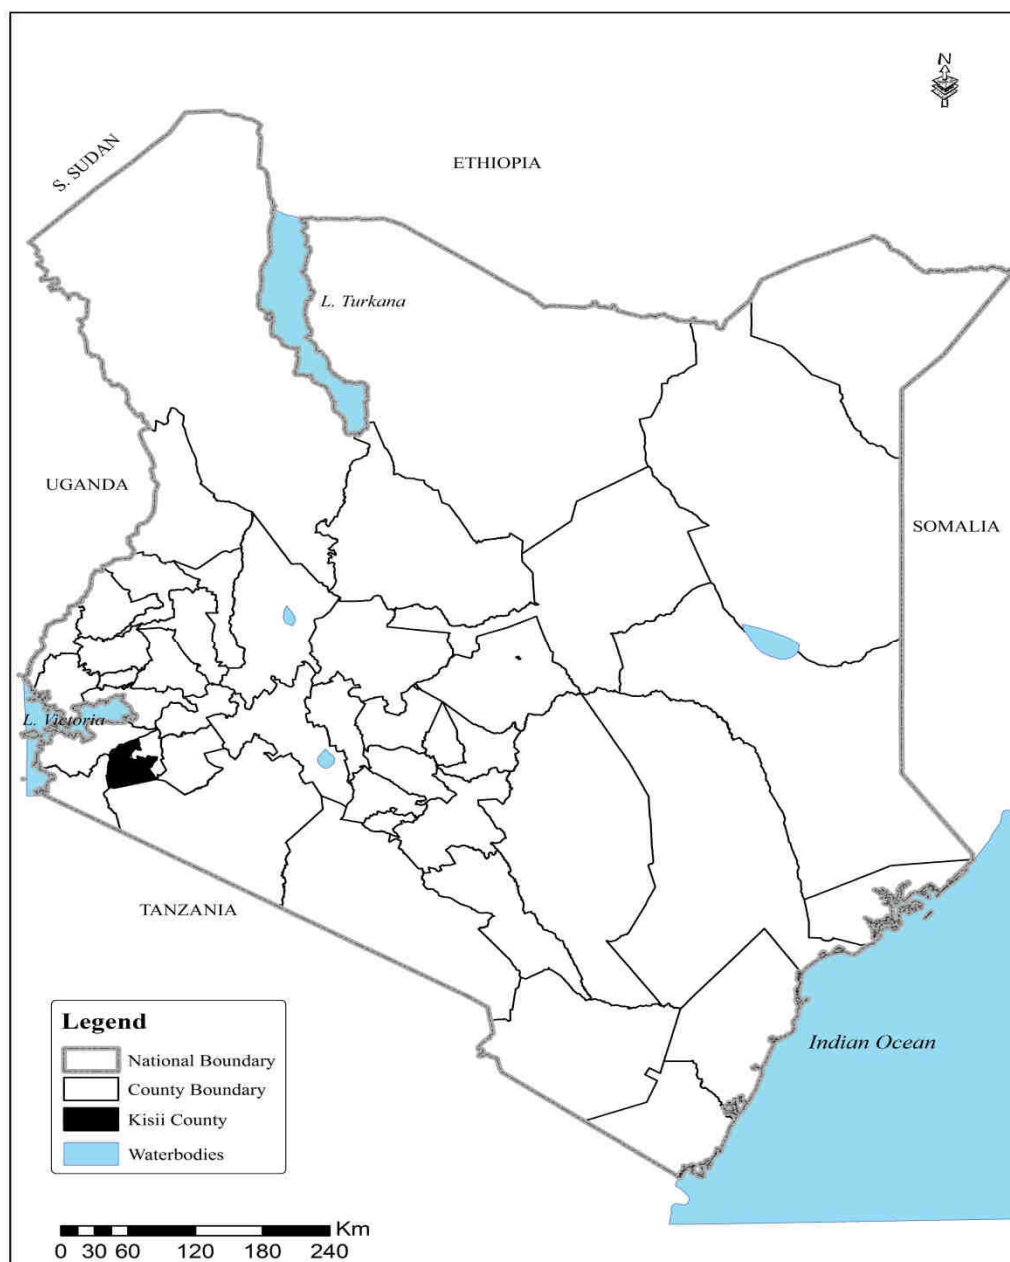 N
S. SUDAN
ETHIOPIA
L. Turkana
UGANDA
SOMALIA
L. Victoria
TANZANIA
Legend
National Boundary
County Boundary
Kisii County
Waterbodies
Indian Ocean
Km
0 30 60 120 180 240